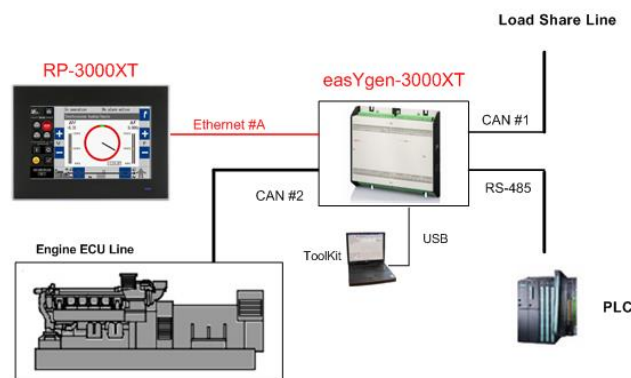 Load Share Line
RP-3000XT
easYgen-3000XT
Ethernet #A
CAN #1
CAN #2
RS-485
Engine ECU Line
ToolKit
USB
PLC